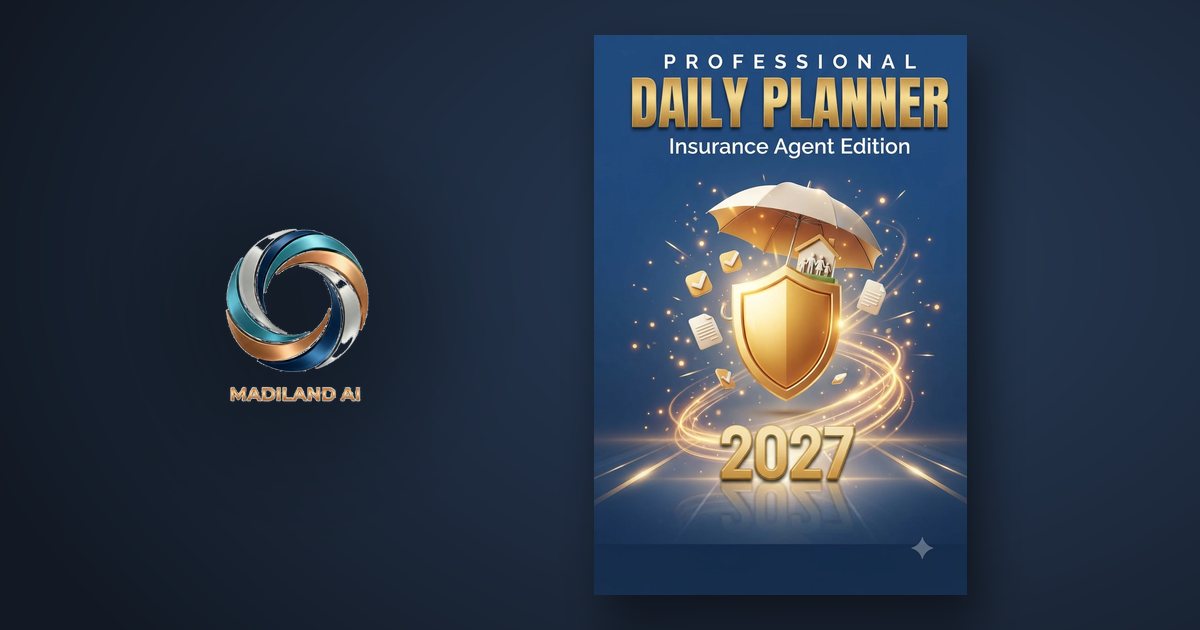 MADILAND AI
PROFESSIONAL
DAILY PLANNER
Insurance Agent Edition
2027